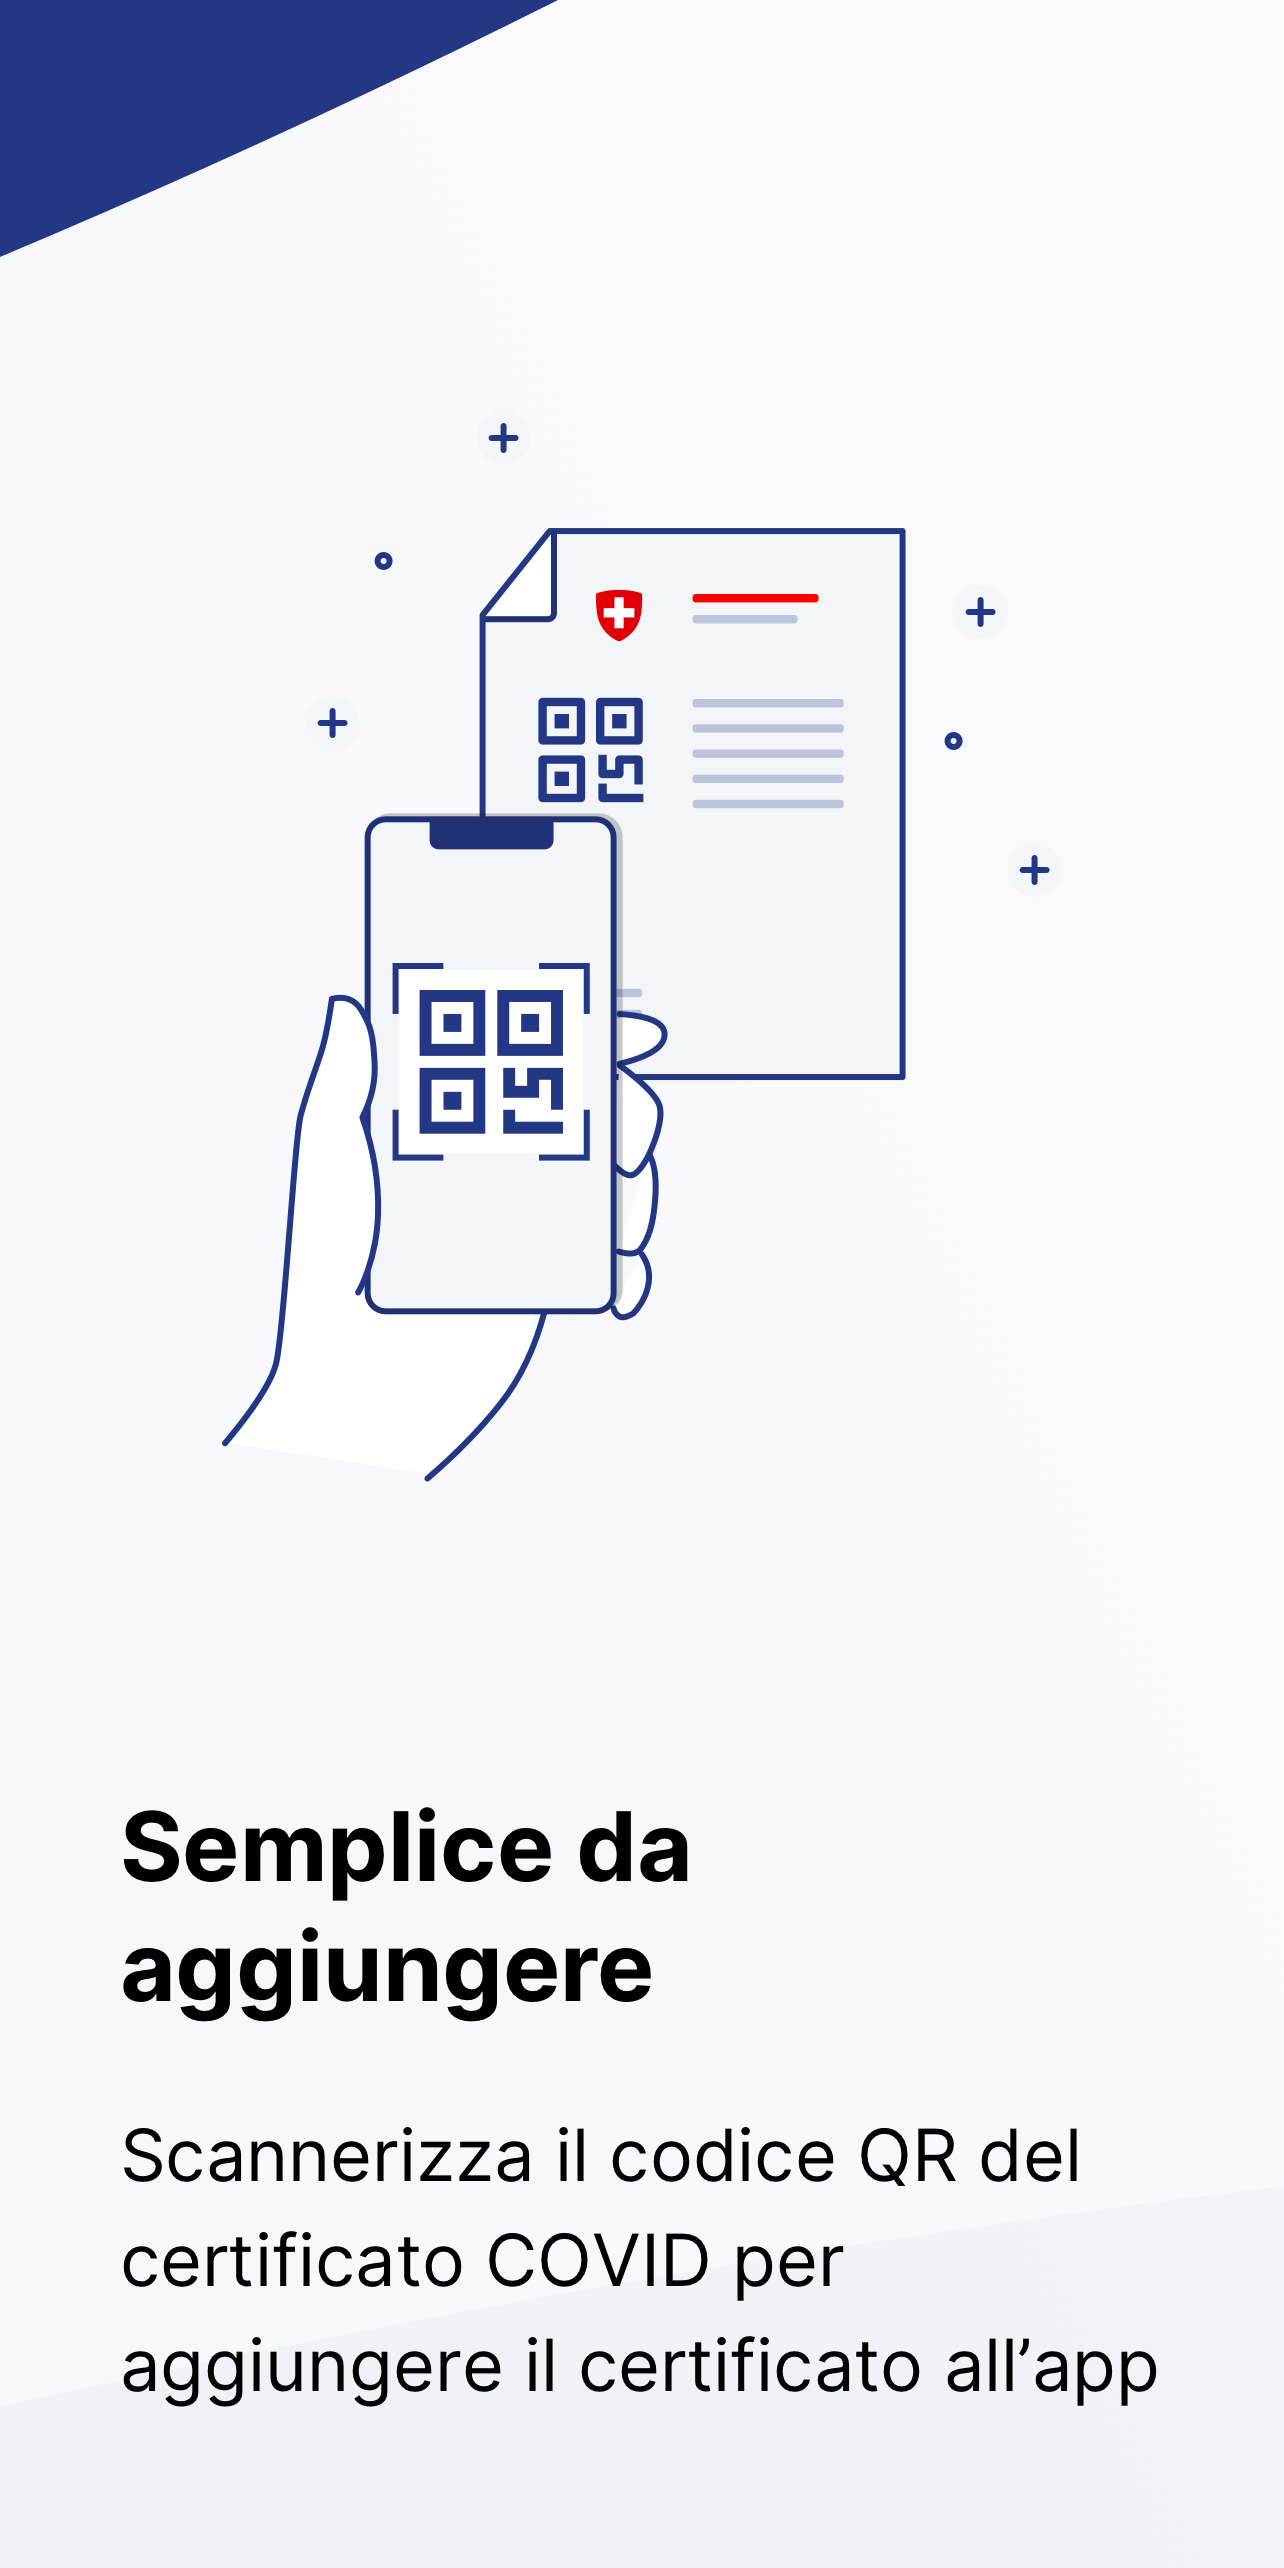 Semplice da
aggiungere
Scannerizza il codice QR del
certificato COVID per
aggiungere il certificato all’app